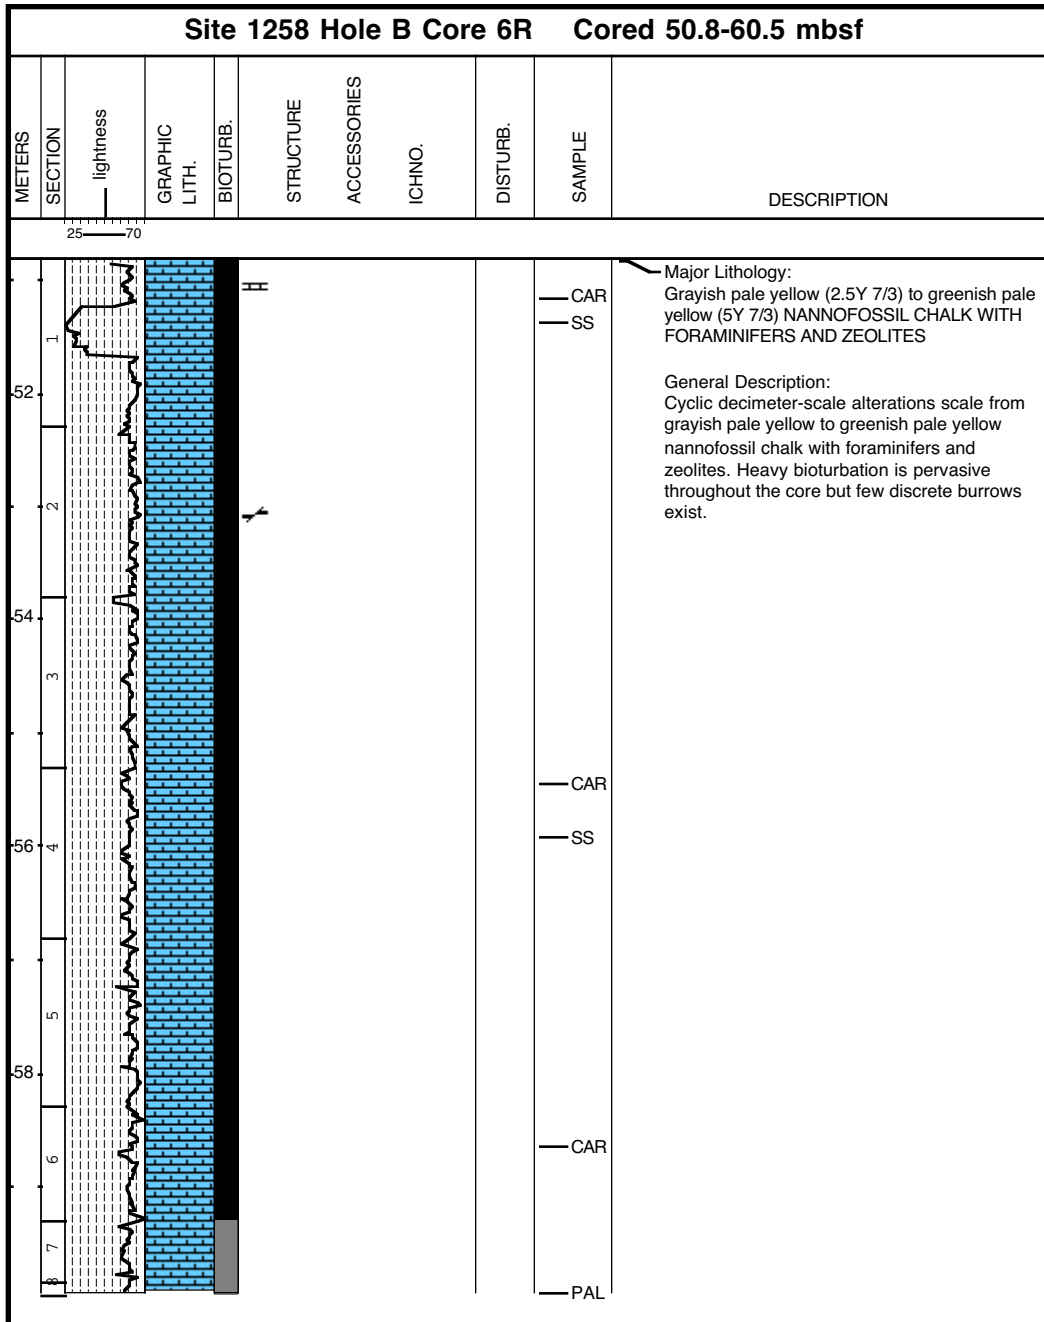 Site 1258 Hole B Core 6R Cored 50.8-60.5 mbsf
METERS
SECTION
lightness
GRAPHIC
LITH.
BIOTURB.
STRUCTURE
ACCESSORIES
ICHNO.
DISTURB.
SAMPLE
DESCRIPTION
25
70
1
2
3
4
5
6
7
8
52
54
56
58
CAR
SS
CAR
SS
CAR
PAL
Major Lithology:
Grayish pale yellow (2.5Y 7/3) to greenish pale
yellow (5Y 7/3) NANNOFOSSIL CHALK WITH
FORAMINIFERS AND ZEOLITES
General Description:
Cyclic decimeter-scale alterations scale from
grayish pale yellow to greenish pale yellow
nannofossil chalk with foraminifers and
zeolites. Heavy bioturbation is pervasive
throughout the core but few discrete burrows
exist.